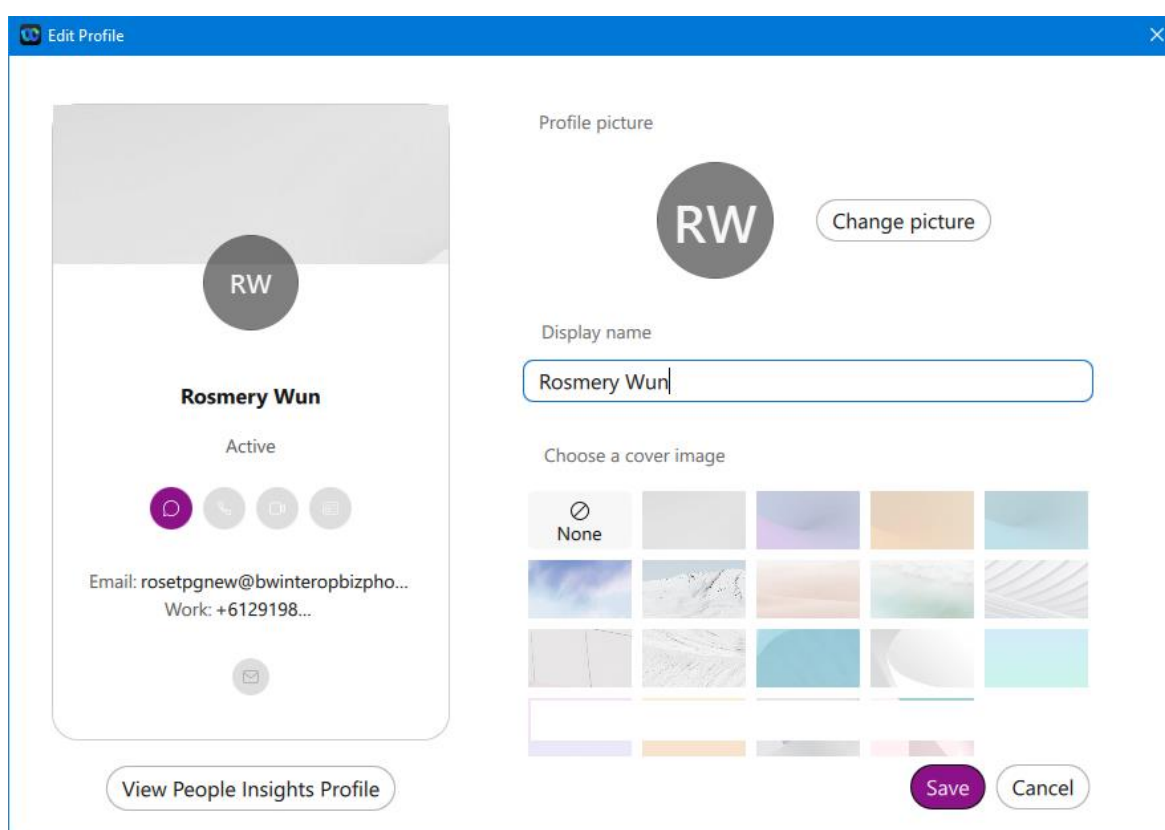 Edit Profile
RW
Rosmery Wun
Active
Email: rosetpgnew@bwinteropbizpho...
Work: +6129198...
View People Insights Profile
Profile picture
RW
Change picture
Display name
Rosmery Wun
Choose a cover image
None
Save
Cancel